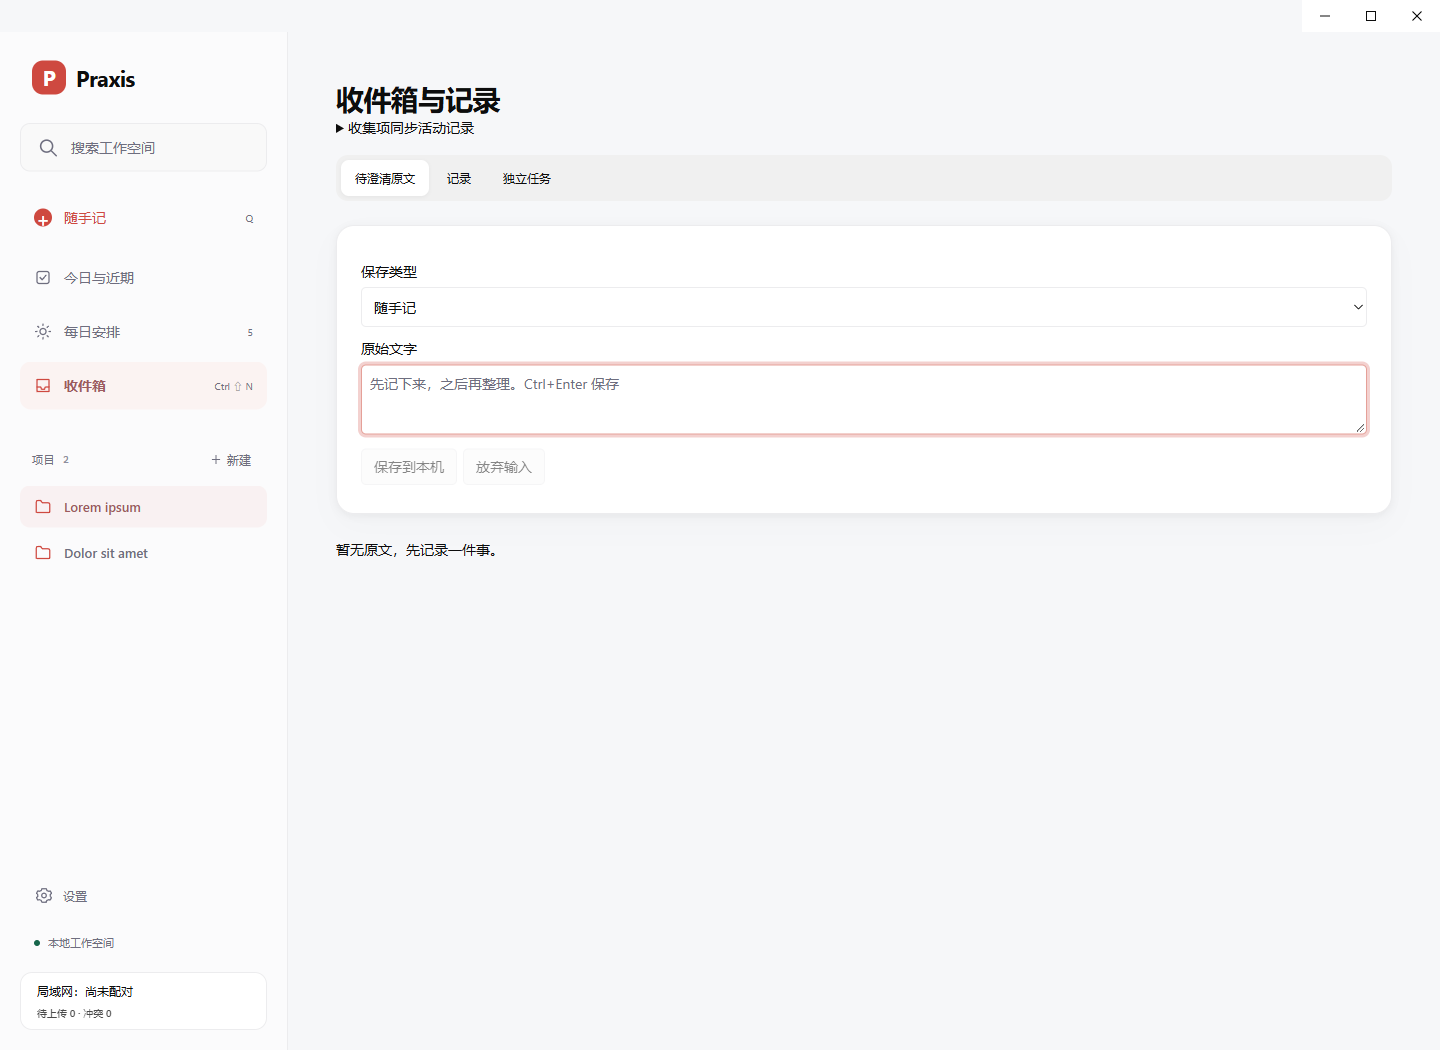 P Praxis
搜索工作空间
随手记 Q
今日与近期
每日安排 5
收件箱 Ctrl ⇧ N
项目 2 + 新建
Lorem ipsum
Dolor sit amet
设置
本地工作空间
局域网：尚未配对
待上传 0 · 冲突 0
收件箱与记录
▶ 收集项同步活动记录
待澄清原文 记录 独立任务
保存类型
随手记
原始文字
先记下来，之后再整理。Ctrl+Enter 保存
保存到本机 放弃输入
暂无原文，先记录一件事。